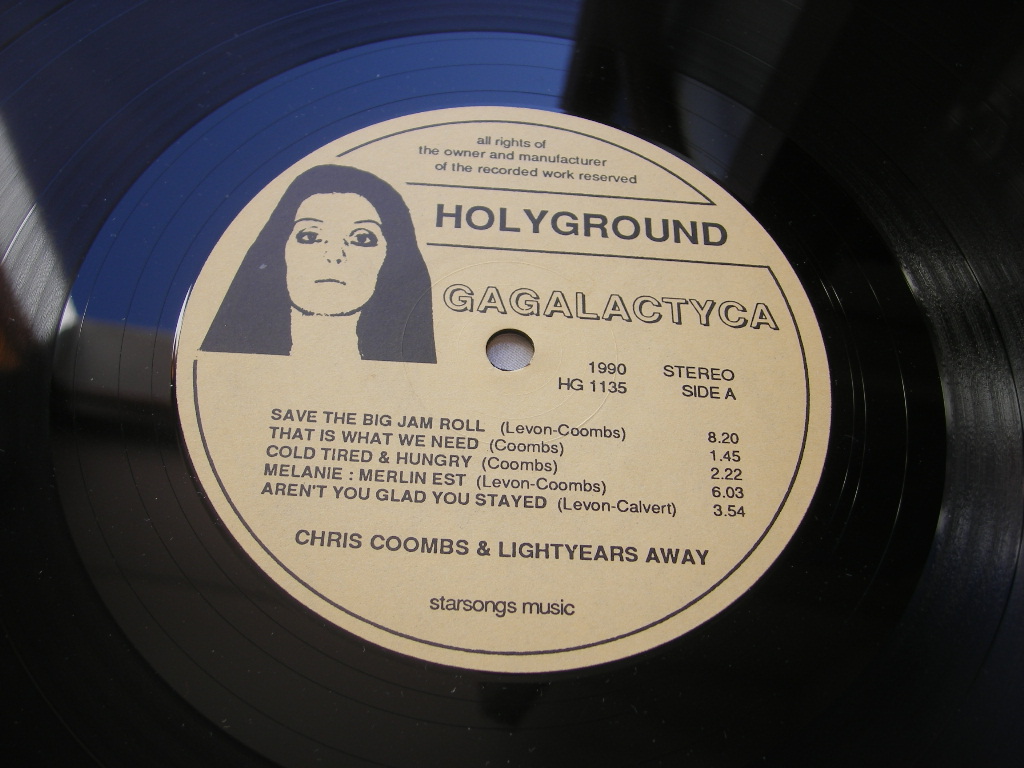 all rights of
the owner and manufacturer
of the recorded work reserved
HOLYGROUND
GAGALACTYCA
1990 STEREO
HG 1135 SIDE A
SAVE THE BIG JAM ROLL (Levon-Coombs) 8.20
THAT IS WHAT WE NEED (Coombs) 1.45
COLD TIRED & HUNGRY (Coombs) 2.22
MELANIE : MERLIN EST (Levon-Coombs) 6.03
AREN'T YOU GLAD YOU STAYED (Levon-Calvert) 3.54
CHRIS COOMBS & LIGHTYEARS AWAY
starsongs music